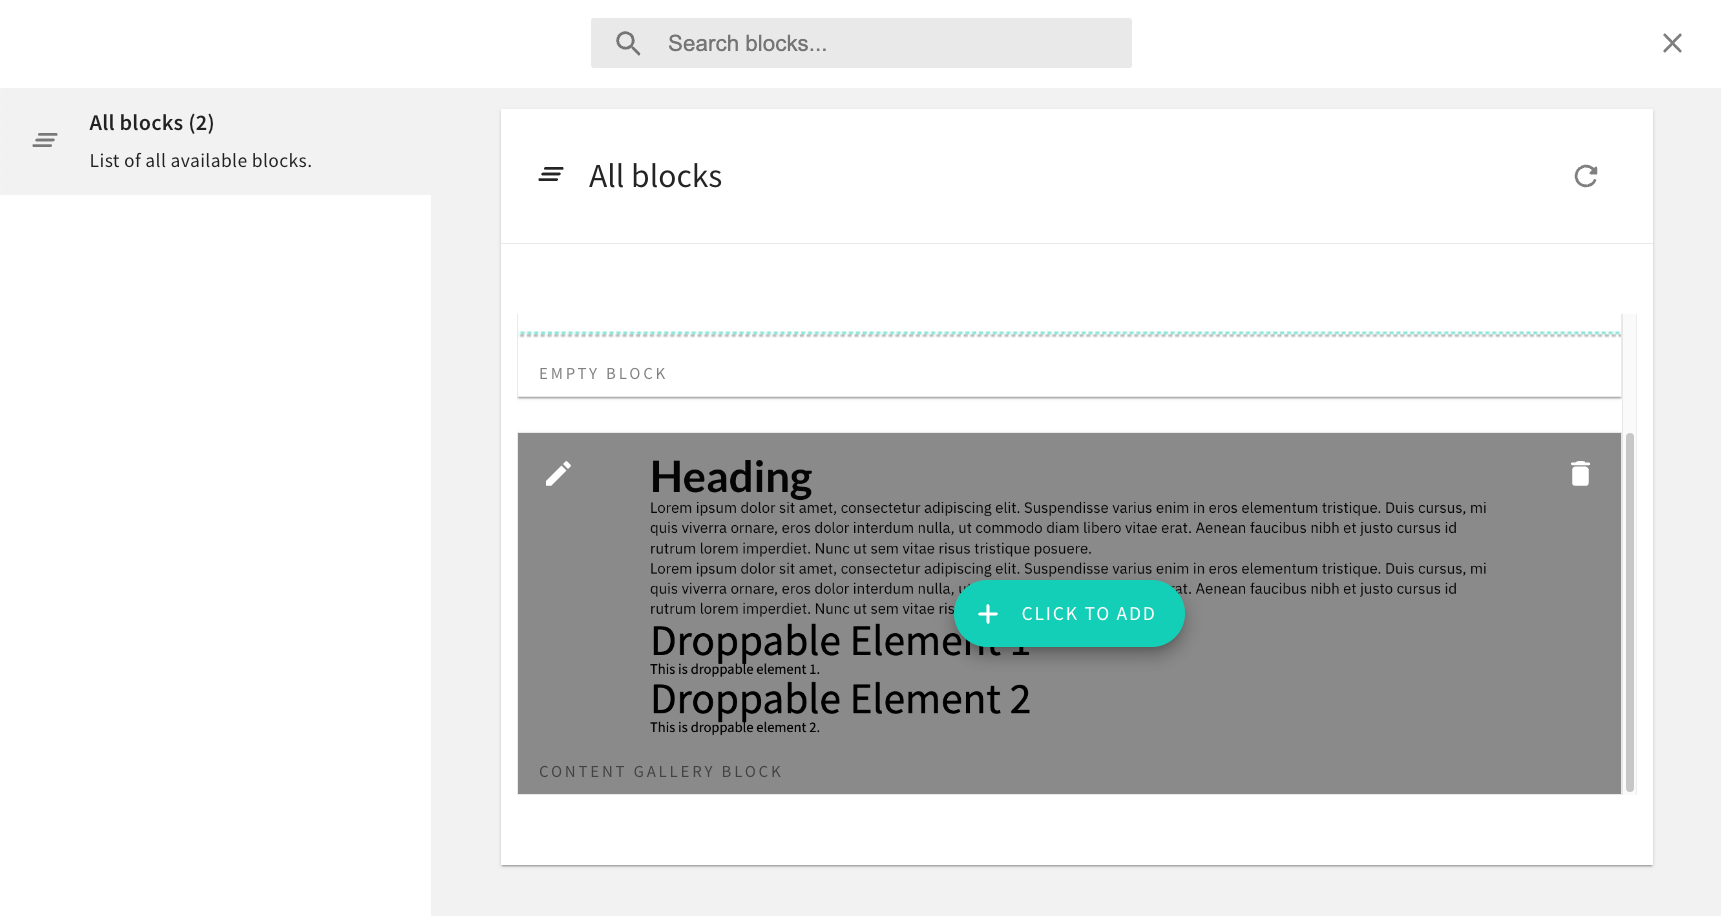 Search blocks...
All blocks (2)
List of all available blocks.
All blocks
EMPTY BLOCK
Heading
Lorem ipsum dolor sit amet, consectetur adipiscing elit. Suspendisse varius enim in eros elementum tristique. Duis cursus, mi
quis viverra ornare, eros dolor interdum nulla, ut commodo diam libero vitae erat. Aenean faucibus nibh et justo cursus id
rutrum lorem imperdiet. Nunc ut sem vitae risus tristique posuere.
Lorem ipsum dolor sit amet, consectetur adipiscing elit. Suspendisse varius enim in eros elementum tristique. Duis cursus, mi
quis viverra ornare, eros dolor interdum nulla, Aenean faucibus nibh et justo cursus id
rutrum lorem imperdiet. Nunc ut sem vitae
CLICK TO ADD
Droppable Element 1
This is droppable element 1.
Droppable Element 2
This is droppable element 2.
CONTENT GALLERY BLOCK